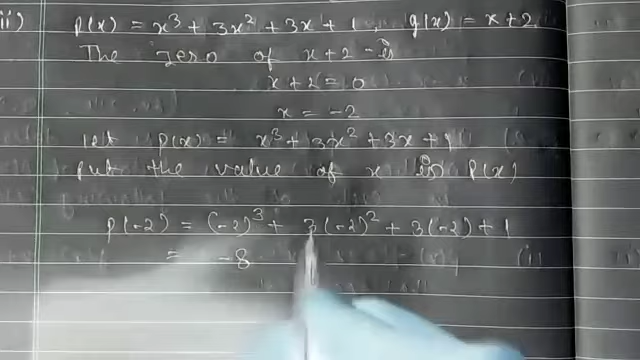 ii) p(x) = x³ + 3x² + 3x + 1, g(x) = x + 2
The zero of x + 2 is
x + 2 = 0
x = -2
Let p(x) = x³ + 3x² + 3x + 1
put the value of x in p(x)
p(-2) = (-2)³ + 3(-2)² + 3(-2) + 1
= -8